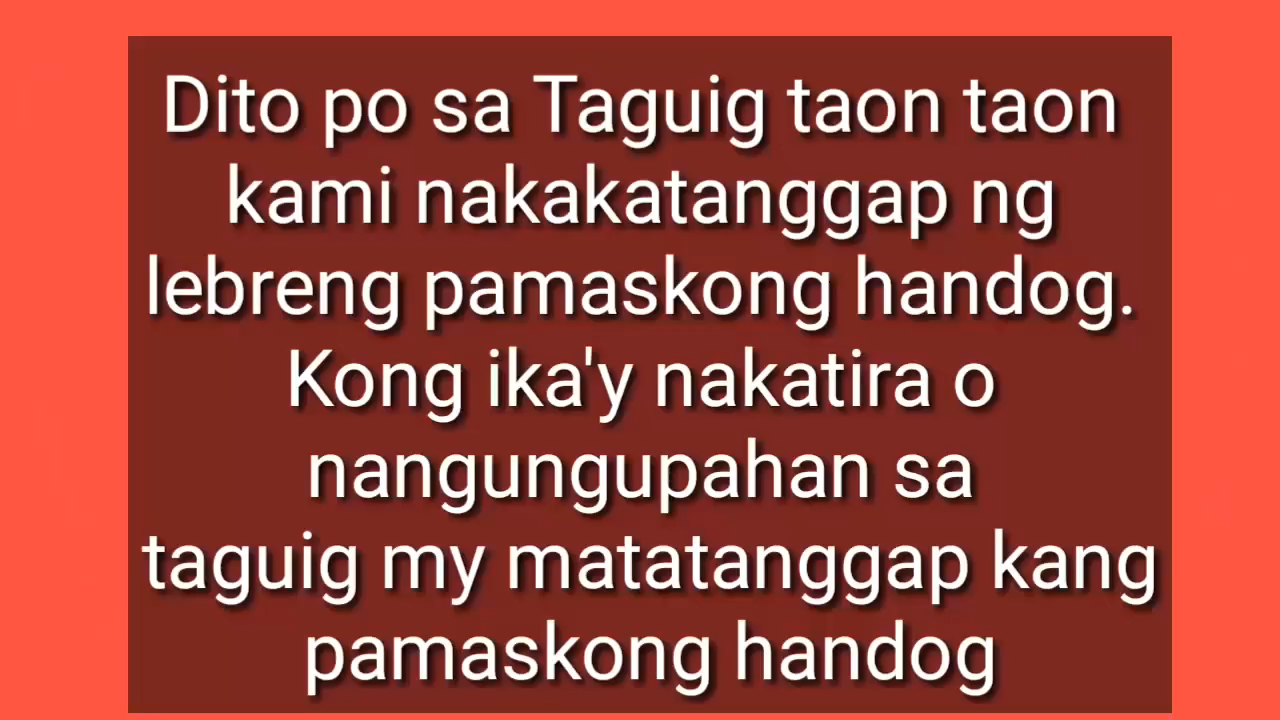 Dito po sa Taguig taon taon
kami nakakatanggap ng
lebreng pamaskong handog.
Kong ika'y nakatira o
nangungupahan sa
taguig my matatanggap kang
pamaskong handog